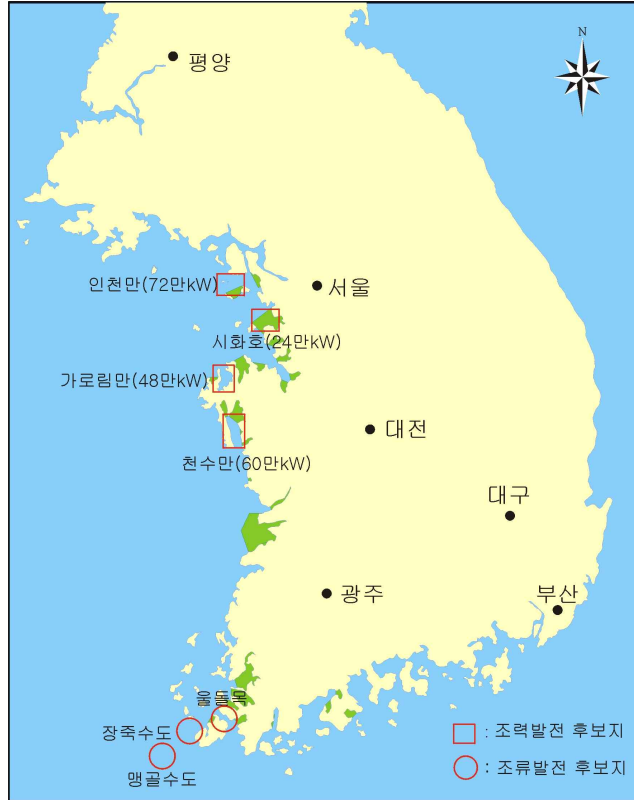 N
평양
인천만(72만kW)
서울
시화호(24만kW)
가로림만(48만kW)
대전
천수만(60만kW)
대구
광주
부산
울돌목
장죽수도
맹골수도
: 조력발전 후보지
: 조류발전 후보지